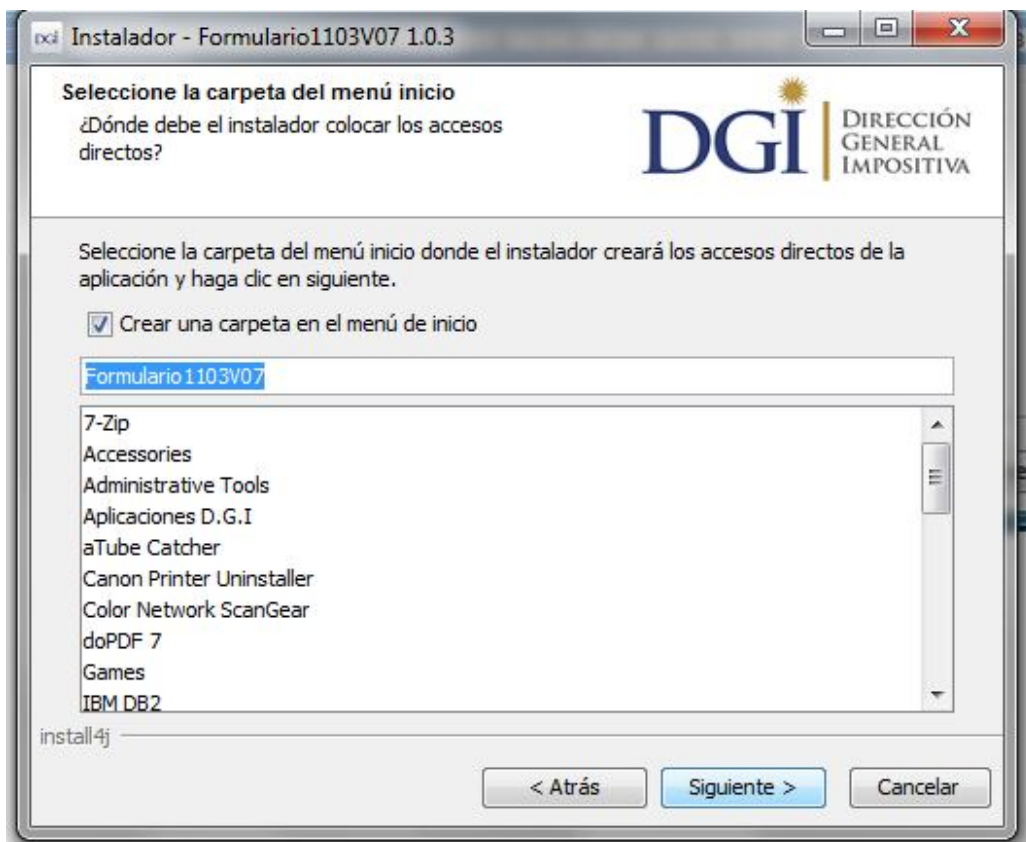 DGI Instalador - Formulario1103V07 1.0.3
Seleccione la carpeta del menú inicio
¿Dónde debe el instalador colocar los accesos
directos?
DGI
DIRECCIÓN
GENERAL
IMPOSITIVA
Seleccione la carpeta del menú inicio donde el instalador creará los accesos directos de la
aplicación y haga clic en siguiente.
Crear una carpeta en el menú de inicio
Formulario1103V07
7-Zip
Accessories
Administrative Tools
Aplicaciones D.G.I
aTube Catcher
Canon Printer Uninstaller
Color Network ScanGear
doPDF 7
Games
IBM DB2
install4j
< Atrás
Siguiente >
Cancelar